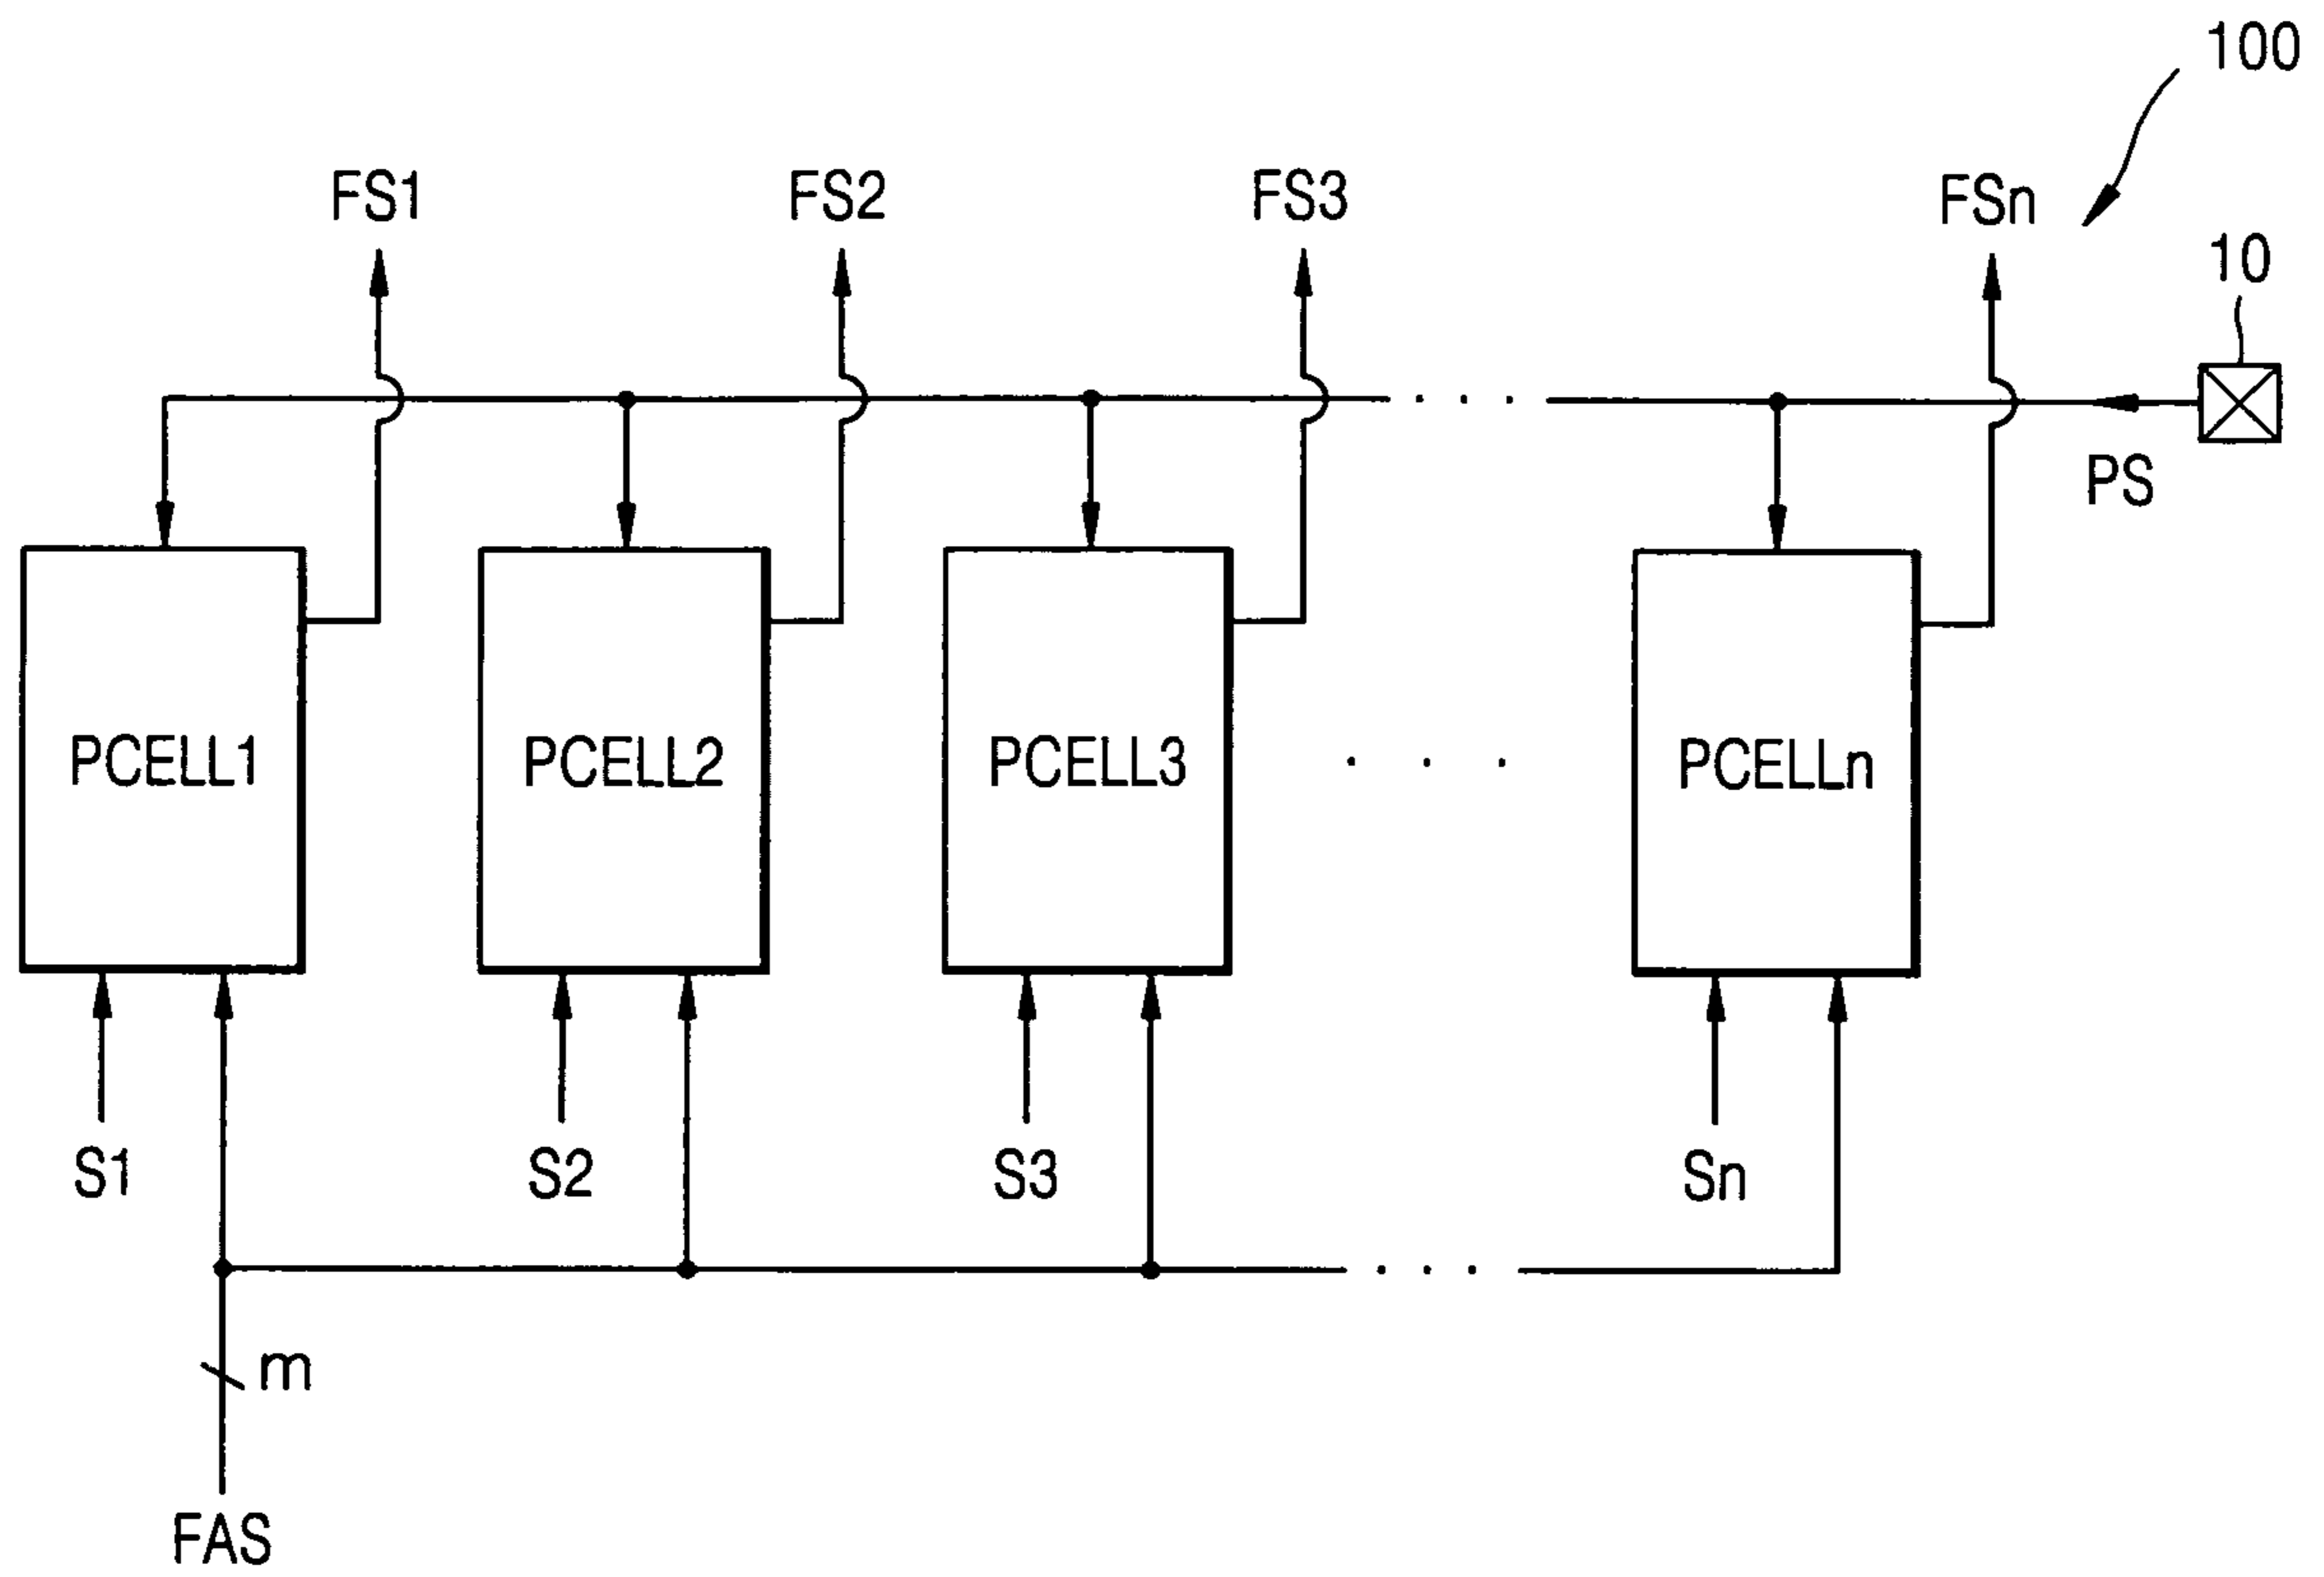 100
FS1 FS2 FS3 FSn
10
PS
PCELL1 PCELL2 PCELL3 . . . PCELLn
S1 S2 S3 Sn
m
FAS